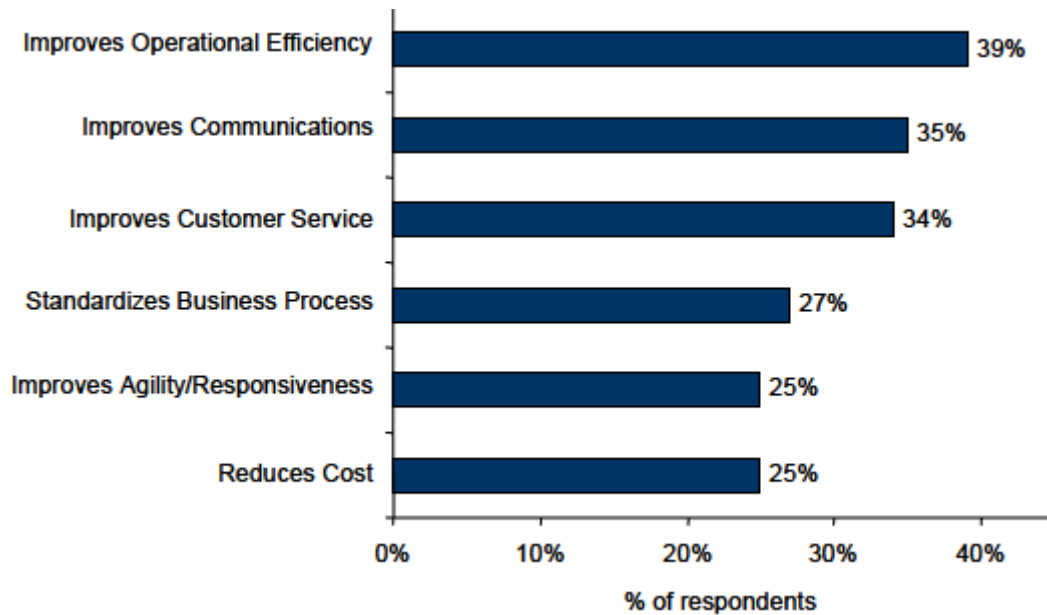 Improves Operational Efficiency
39%
Improves Communications
35%
Improves Customer Service
34%
Standardizes Business Process
27%
Improves Agility/Responsiveness
25%
Reduces Cost
25%
0% 10% 20% 30% 40%
% of respondents